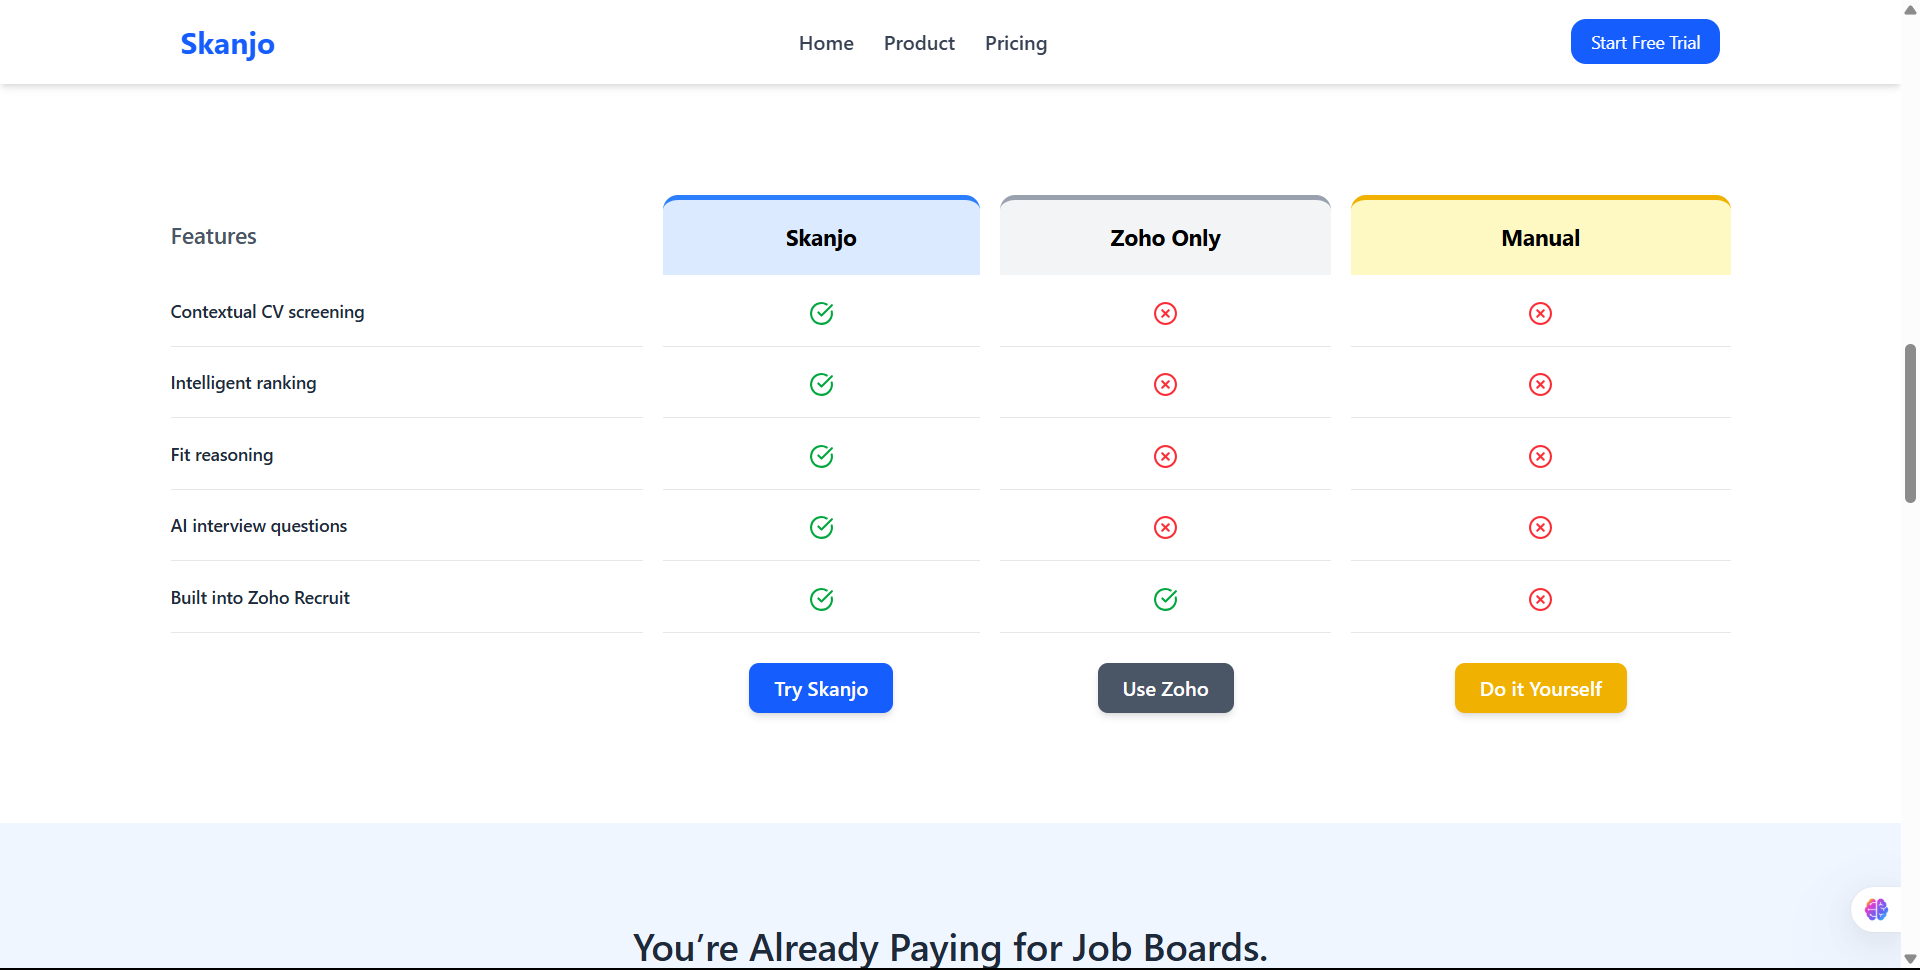 Skanjo
Home Product Pricing
Start Free Trial
Features Skanjo Zoho Only Manual
Contextual CV screening
Intelligent ranking
Fit reasoning
AI interview questions
Built into Zoho Recruit
Try Skanjo Use Zoho Do it Yourself
You’re Already Paying for Job Boards.